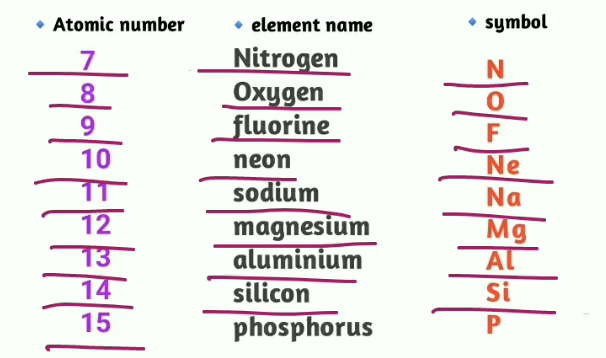 Atomic number element name symbol
7 Nitrogen N
8 Oxygen O
9 fluorine F
10 neon Ne
11 sodium Na
12 magnesium Mg
13 aluminium Al
14 silicon Si
15 phosphorus P